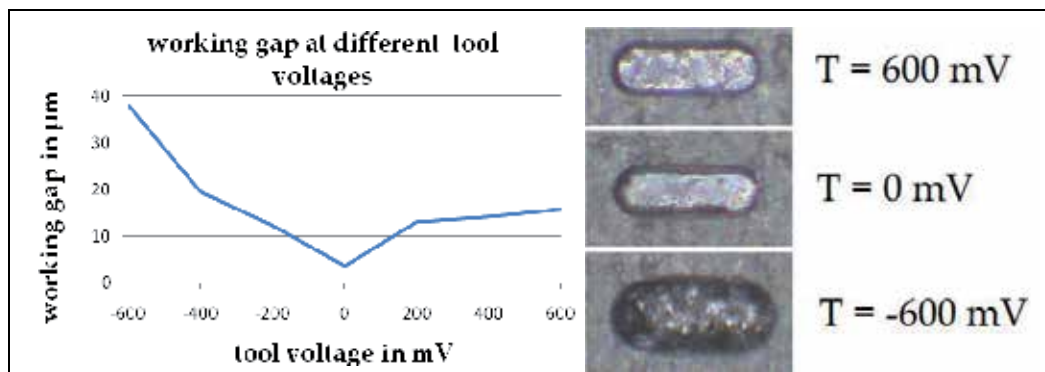 working gap at different tool
voltages
working gap in µm
40
30
20
10
0
-600 -400 -200 0 200 400 600
tool voltage in mV
T = 600 mV
T = 0 mV
T = -600 mV